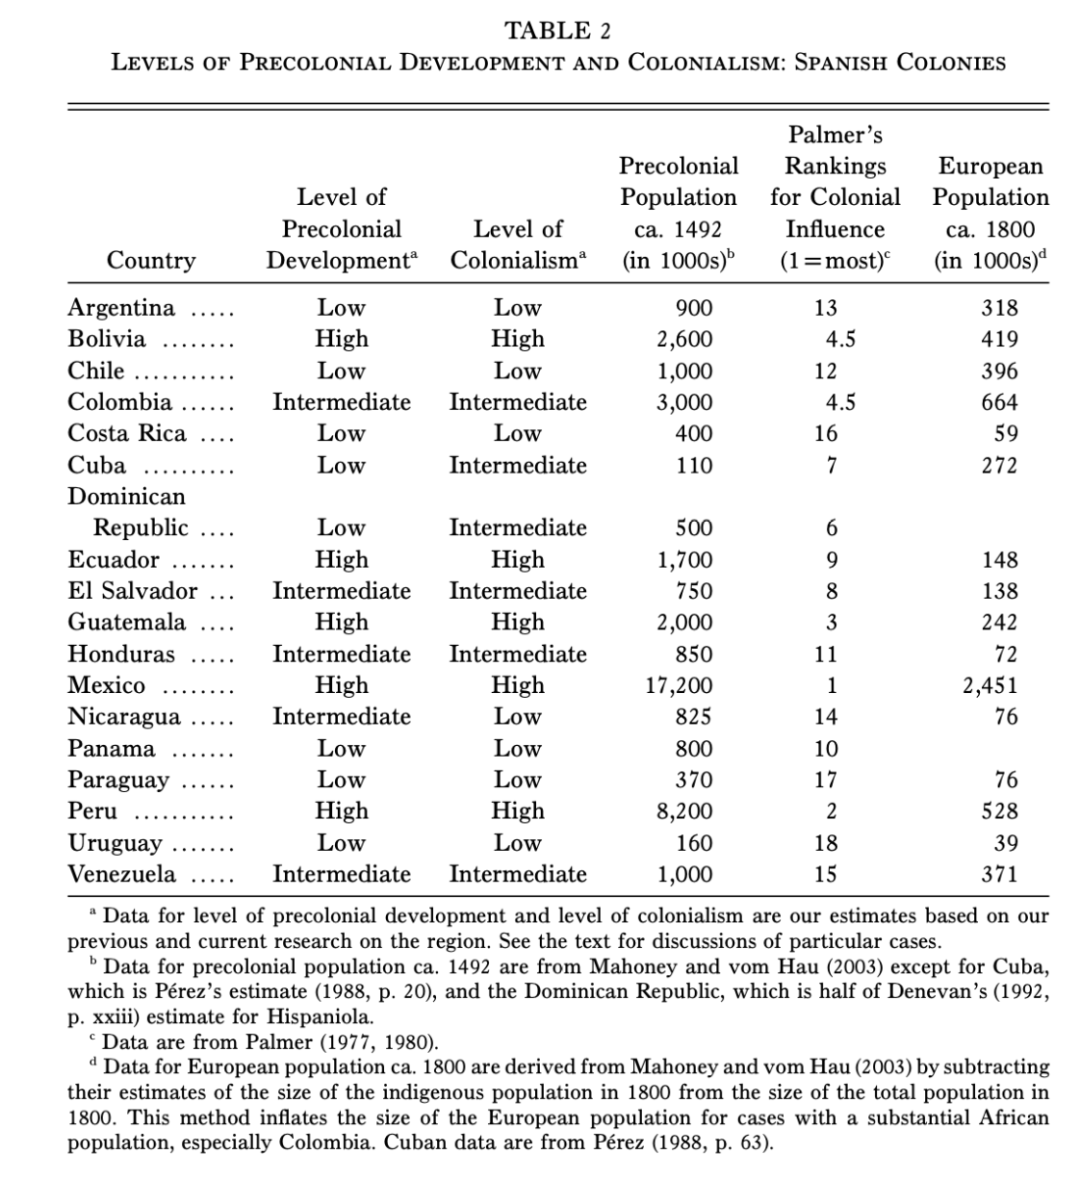 TABLE 2
LEVELS OF PRECOLONIAL DEVELOPMENT AND COLONIALISM: SPANISH COLONIES
Country
Level of
Precolonial
Developmentᵃ
Level of
Colonialismᵃ
Precolonial
Population
ca. 1492
(in 1000s)ᵇ
Palmer's
Rankings
for Colonial
Influence
(1=most)ᶜ
European
Population
ca. 1800
(in 1000s)ᵈ
Argentina ..... Low Low 900 13 318
Bolivia ........ High High 2,600 4.5 419
Chile ........... Low Low 1,000 12 396
Colombia ...... Intermediate Intermediate 3,000 4.5 664
Costa Rica .... Low Low 400 16 59
Cuba .......... Low Intermediate 110 7 272
Dominican
Republic .... Low Intermediate 500 6
Ecuador ....... High High 1,700 9 148
El Salvador ... Intermediate Intermediate 750 8 138
Guatemala .... High High 2,000 3 242
Honduras ..... Intermediate Intermediate 850 11 72
Mexico ........ High High 17,200 1 2,451
Nicaragua ..... Intermediate Low 825 14 76
Panama ....... Low Low 800 10
Paraguay ...... Low Low 370 17 76
Peru ........... High High 8,200 2 528
Uruguay ....... Low Low 160 18 39
Venezuela ..... Intermediate Intermediate 1,000 15 371
ᵃ Data for level of precolonial development and level of colonialism are our estimates based on our
previous and current research on the region. See the text for discussions of particular cases.
ᵇ Data for precolonial population ca. 1492 are from Mahoney and vom Hau (2003) except for Cuba,
which is Pérez's estimate (1988, p. 20), and the Dominican Republic, which is half of Denevan's (1992,
p. xxiii) estimate for Hispaniola.
ᶜ Data are from Palmer (1977, 1980).
ᵈ Data for European population ca. 1800 are derived from Mahoney and vom Hau (2003) by subtracting
their estimates of the size of the indigenous population in 1800 from the size of the total population in
1800. This method inflates the size of the European population for cases with a substantial African
population, especially Colombia. Cuban data are from Pérez (1988, p. 63).